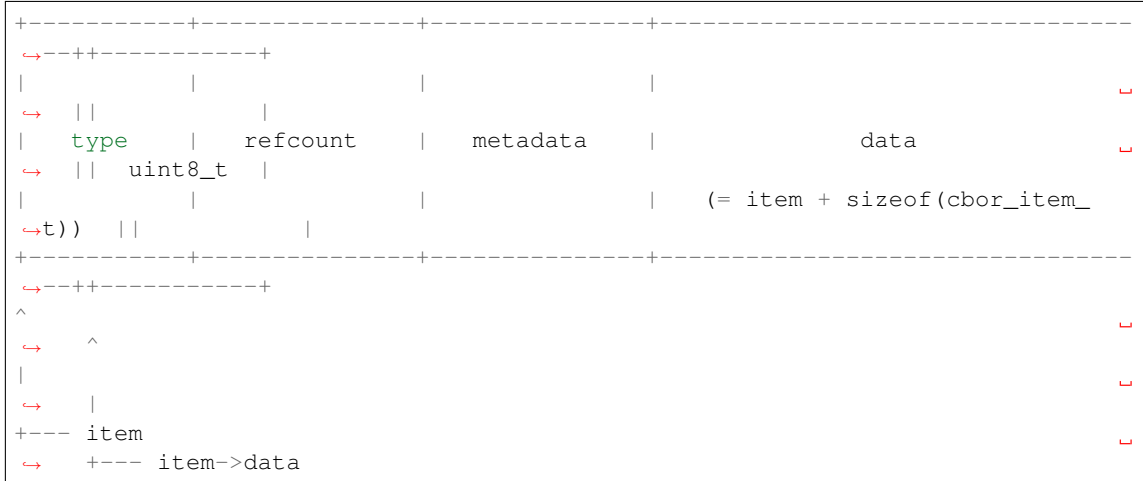 +-----------+---------------+---------------+----------------------------------
↪--++-----------+
|           |               |               |                               ␣
↪   ||           |
|   type    |   refcount    |   metadata    |              data             ␣
↪   ||  uint8_t  |
|           |               |               |   (= item + sizeof(cbor_item_
↪t))   ||           |
+-----------+---------------+---------------+----------------------------------
↪--++-----------+
^                                                                         ␣
↪    ^
|                                                                         ␣
↪    |
+--- item                                                                 ␣
↪    +--- item->data